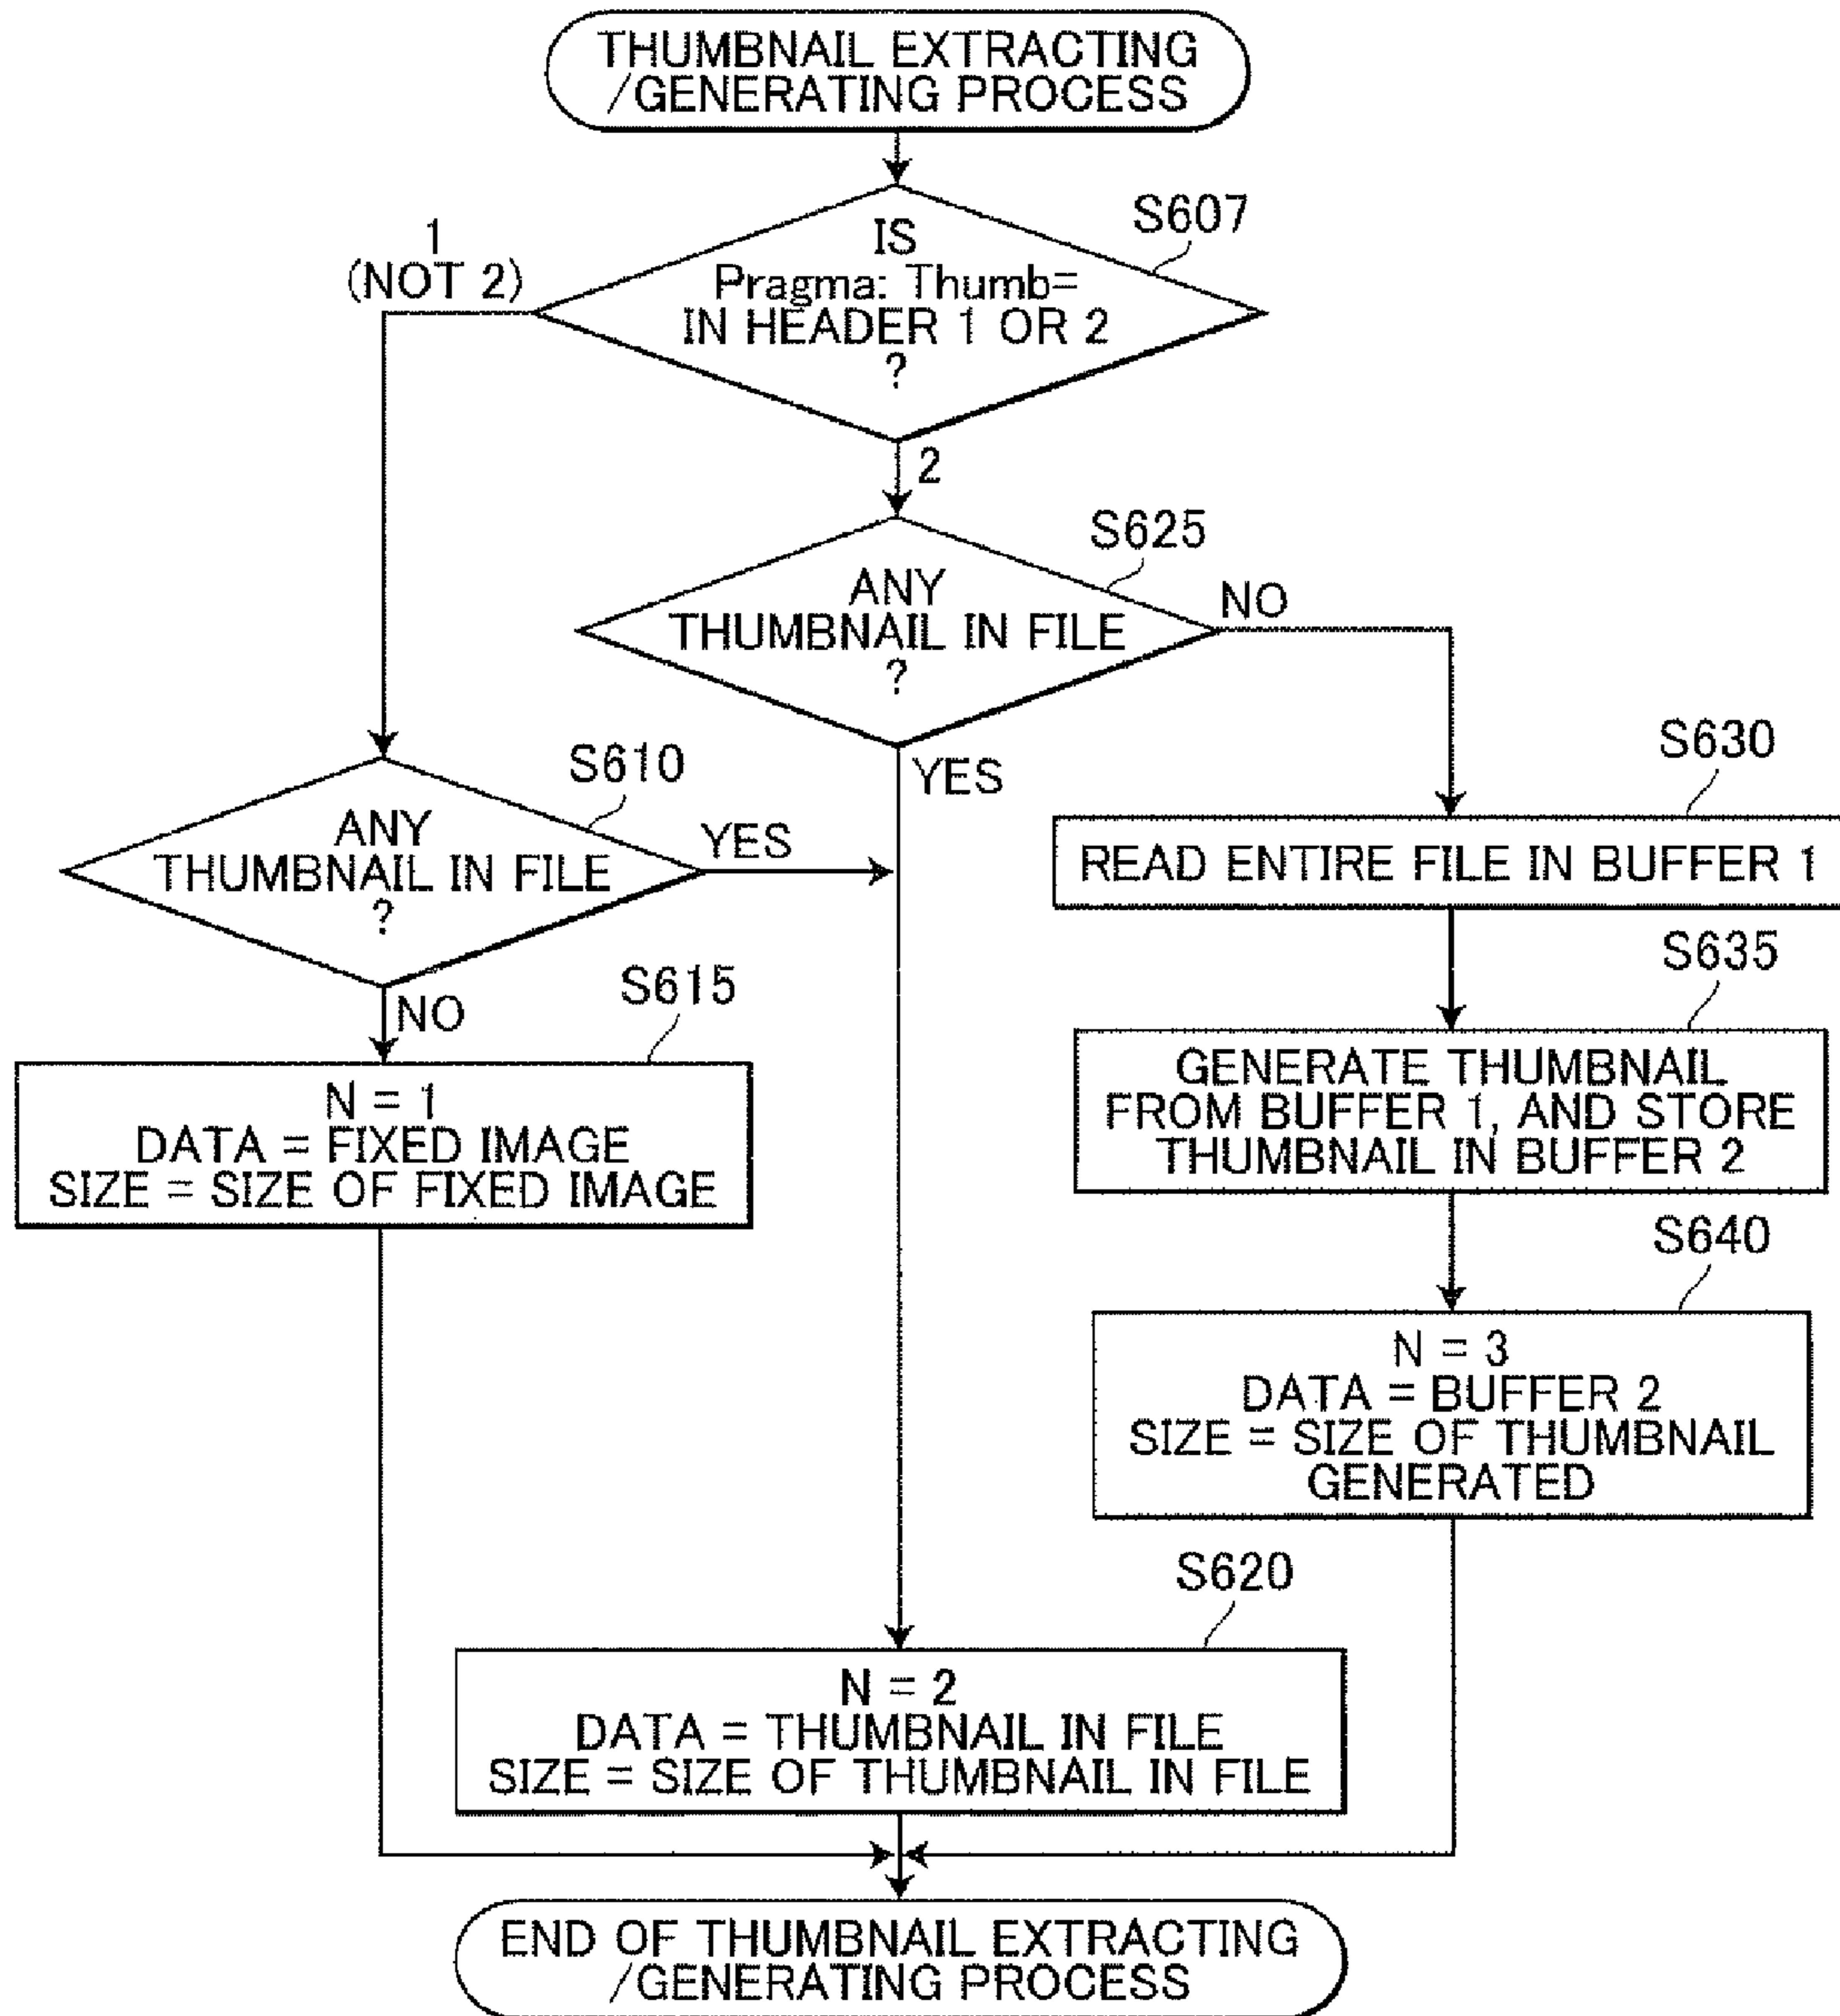 THUMBNAIL EXTRACTING
/GENERATING PROCESS
S607
1
(NOT 2)
IS
Pragma: Thumb=
IN HEADER 1 OR 2
?
2
S625
ANY
THUMBNAIL IN FILE
?
NO
YES
S610
ANY
THUMBNAIL IN FILE
?
YES
NO
S630
READ ENTIRE FILE IN BUFFER 1
S635
GENERATE THUMBNAIL
FROM BUFFER 1, AND STORE
THUMBNAIL IN BUFFER 2
S615
N = 1
DATA = FIXED IMAGE
SIZE = SIZE OF FIXED IMAGE
S640
N = 3
DATA = BUFFER 2
SIZE = SIZE OF THUMBNAIL
GENERATED
S620
N = 2
DATA = THUMBNAIL IN FILE
SIZE = SIZE OF THUMBNAIL IN FILE
END OF THUMBNAIL EXTRACTING
/GENERATING PROCESS